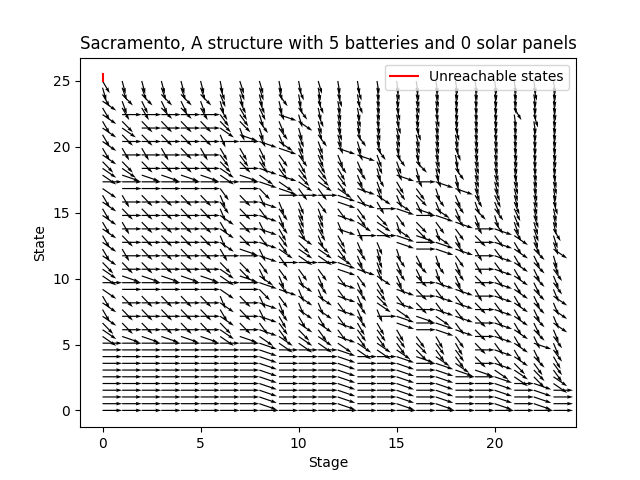 Sacramento, A structure with 5 batteries and 0 solar panels
Unreachable states
25
20
15
10
5
0
State
0 5 10 15 20
Stage